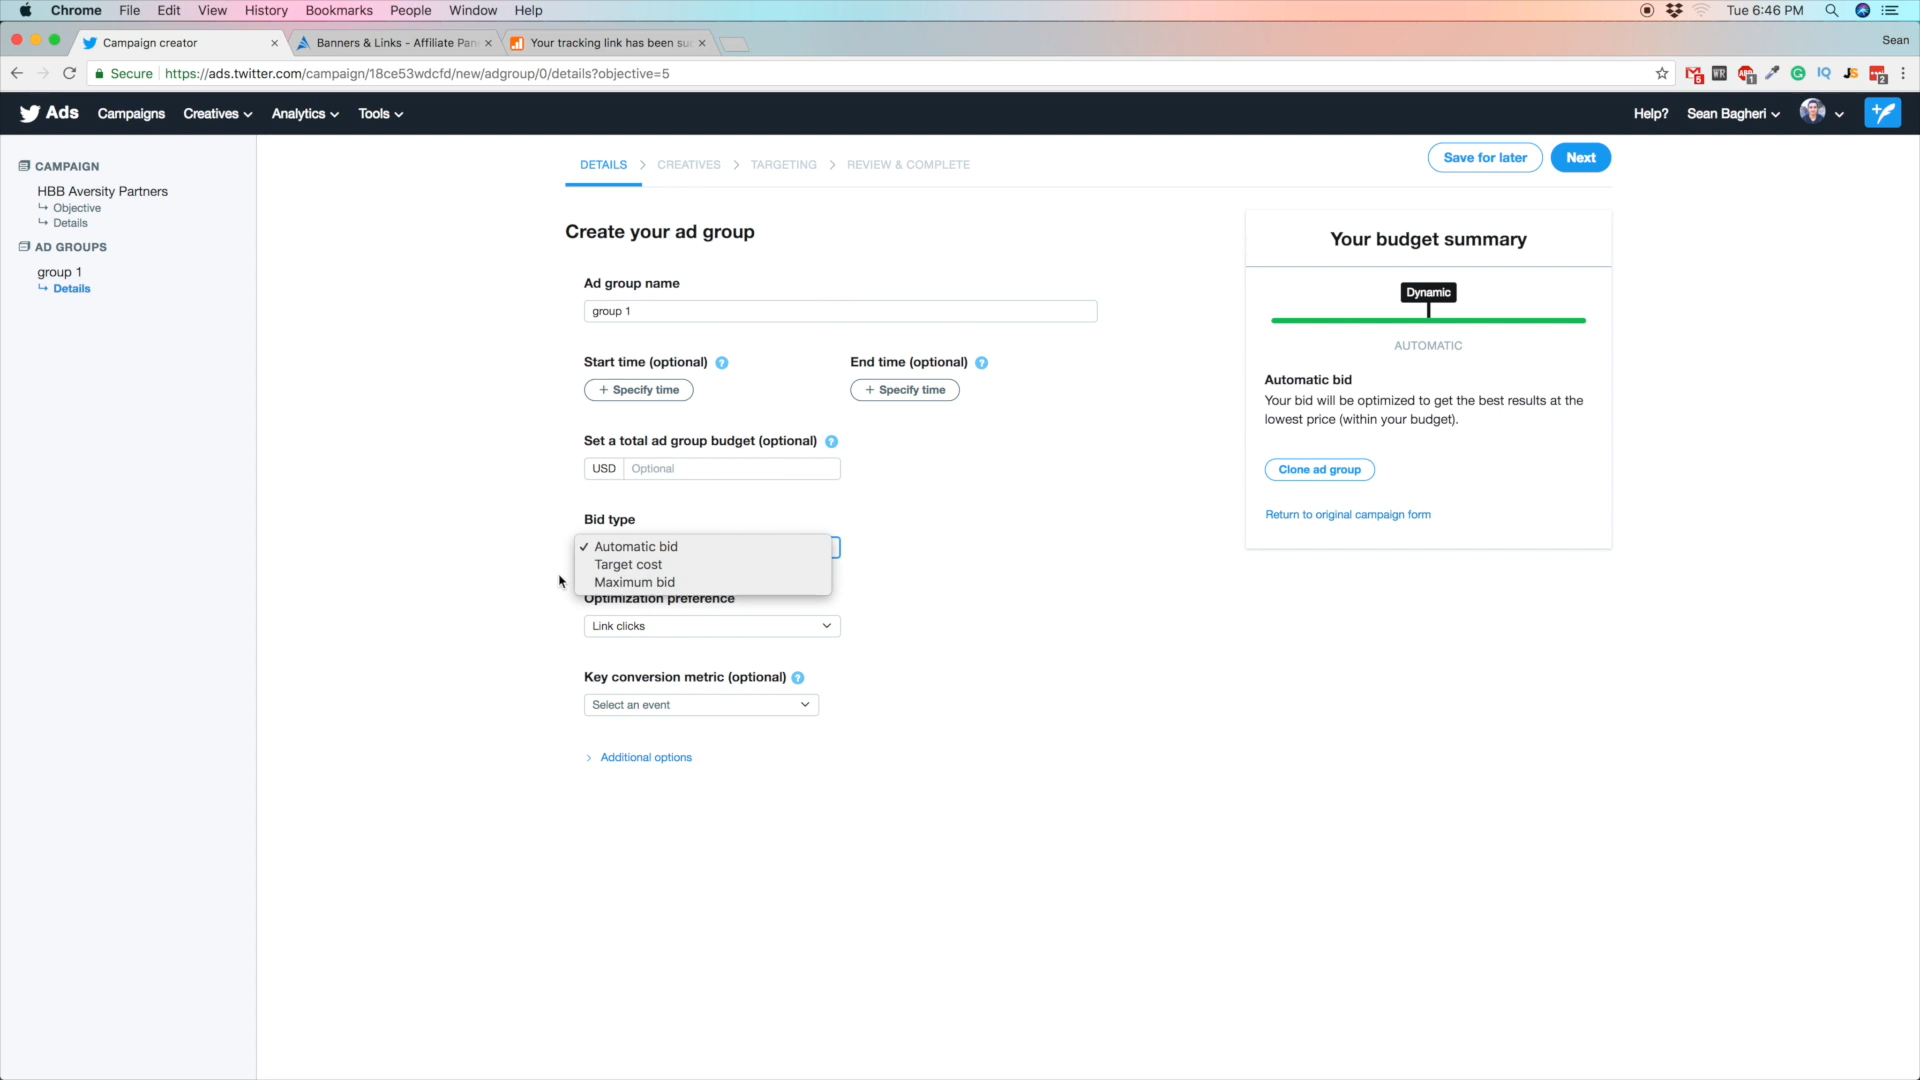 Chrome File Edit View History Bookmarks People Window Help Tue 6:46 PM
Campaign creator Banners & Links - Affiliate Pan Your tracking link has been su Sean
Secure https://ads.twitter.com/campaign/18ce53wdcfd/new/adgroup/0/details?objective=5
Ads Campaigns Creatives Analytics Tools Help? Sean Bagheri
CAMPAIGN
HBB Aversity Partners
Objective
Details
AD GROUPS
group 1
Details
DETAILS CREATIVES TARGETING REVIEW & COMPLETE
Save for later Next
Create your ad group
Ad group name
group 1
Start time (optional) ? End time (optional) ?
+ Specify time + Specify time
Set a total ad group budget (optional) ?
USD Optional
Bid type
✓ Automatic bid
Target cost
Maximum bid
Optimization preference
Link clicks
Key conversion metric (optional) ?
Select an event
Additional options
Your budget summary
Dynamic
AUTOMATIC
Automatic bid
Your bid will be optimized to get the best results at the
lowest price (within your budget).
Clone ad group
Return to original campaign form